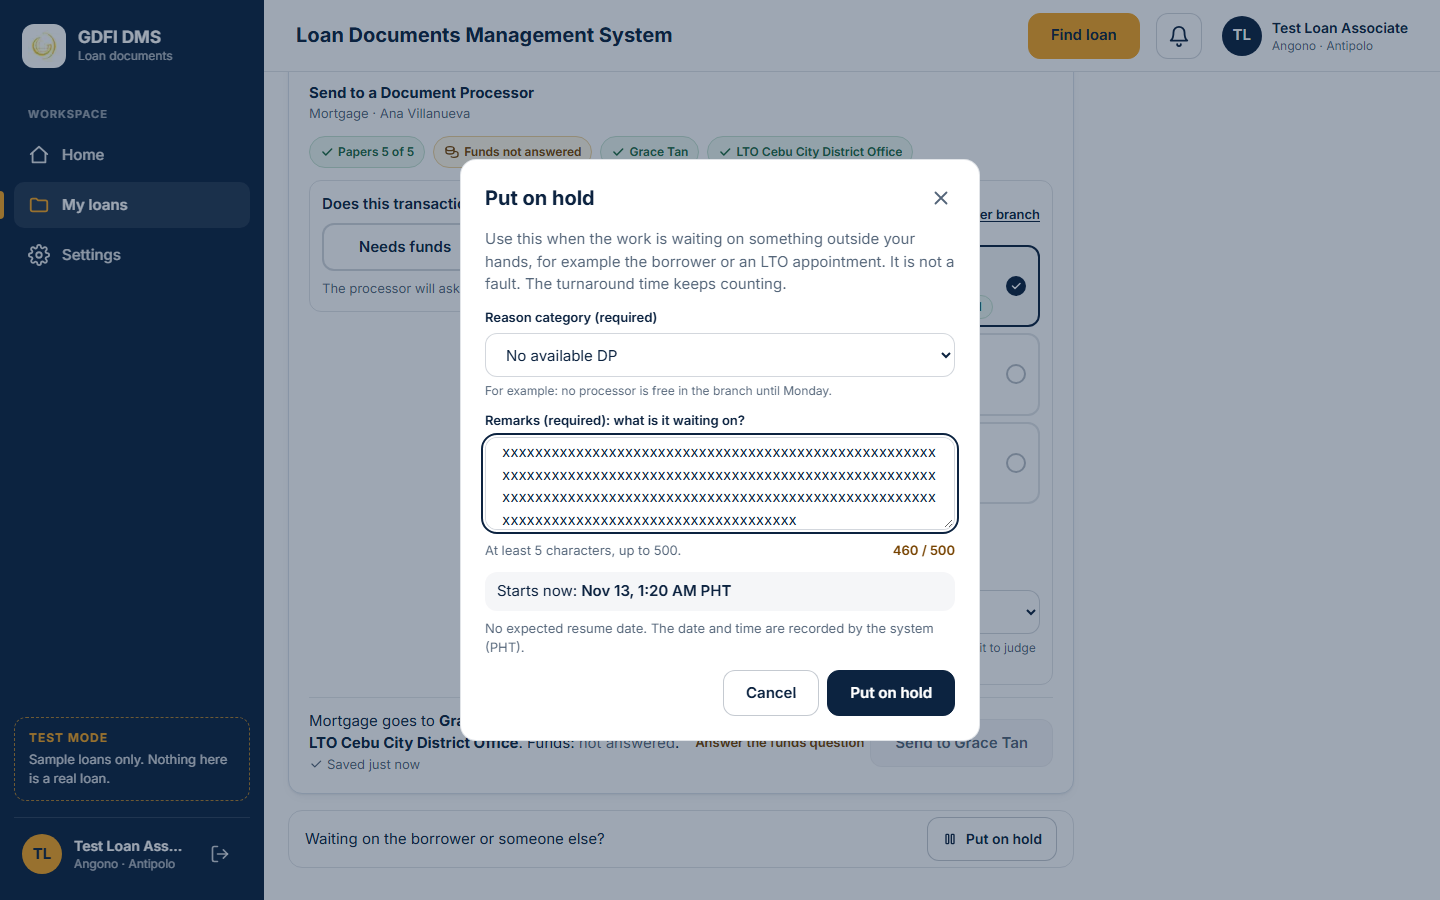 GDFI DMS
Loan documents
WORKSPACE
Home
My loans
Settings
TEST MODE
Sample loans only. Nothing here
is a real loan.
TL
Test Loan Ass...
Angono · Antipolo
Loan Documents Management System
Find loan
TL
Test Loan Associate
Angono · Antipolo
Send to a Document Processor
Mortgage · Ana Villanueva
Papers 5 of 5
Funds not answered
Grace Tan
LTO Cebu City District Office
Does this transactio
er branch
Needs funds
The processor will ask
Put on hold
Use this when the work is waiting on something outside your
hands, for example the borrower or an LTO appointment. It is not a
fault. The turnaround time keeps counting.
Reason category (required)
No available DP
For example: no processor is free in the branch until Monday.
Remarks (required): what is it waiting on?
xxxxxxxxxxxxxxxxxxxxxxxxxxxxxxxxxxxxxxxxxxxxxxxxxxxxx
xxxxxxxxxxxxxxxxxxxxxxxxxxxxxxxxxxxxxxxxxxxxxxxxxxxxx
xxxxxxxxxxxxxxxxxxxxxxxxxxxxxxxxxxxxxxxxxxxxxxxxxxxxx
xxxxxxxxxxxxxxxxxxxxxxxxxxxxxxxxxxxx
At least 5 characters, up to 500.
460 / 500
Starts now: Nov 13, 1:20 AM PHT
No expected resume date. The date and time are recorded by the system
(PHT).
Cancel
Put on hold
it to judge
Mortgage goes to Gra
LTO Cebu City District Office. Funds: not answered.
Answer the funds question
Send to Grace Tan
Saved just now
Waiting on the borrower or someone else?
Put on hold